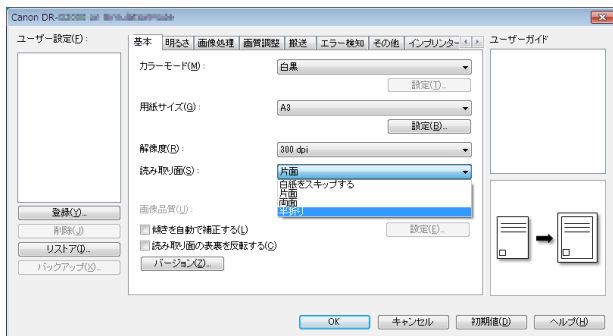 Canon DR-
ユーザー設定(F):
登録(Y)...
削除(J)
リストア(I)...
バックアップ(X)...
基本 明るさ 画像処理 画質調整 搬送 エラー検知 その他 インプリンター
カラーモード(M): 白黒
設定(T)...
用紙サイズ(G): A3
設定(B)...
解像度(R): 300 dpi
読み取り面(S): 片面
白紙をスキップする
片面
両面
半折り
画像品質(U):
設定(E)...
傾きを自動で補正する(L)
読み取り面の表裏を反転する(C)
バージョン(Z)...
ユーザーガイド
OK キャンセル 初期値(D) ヘルプ(H)